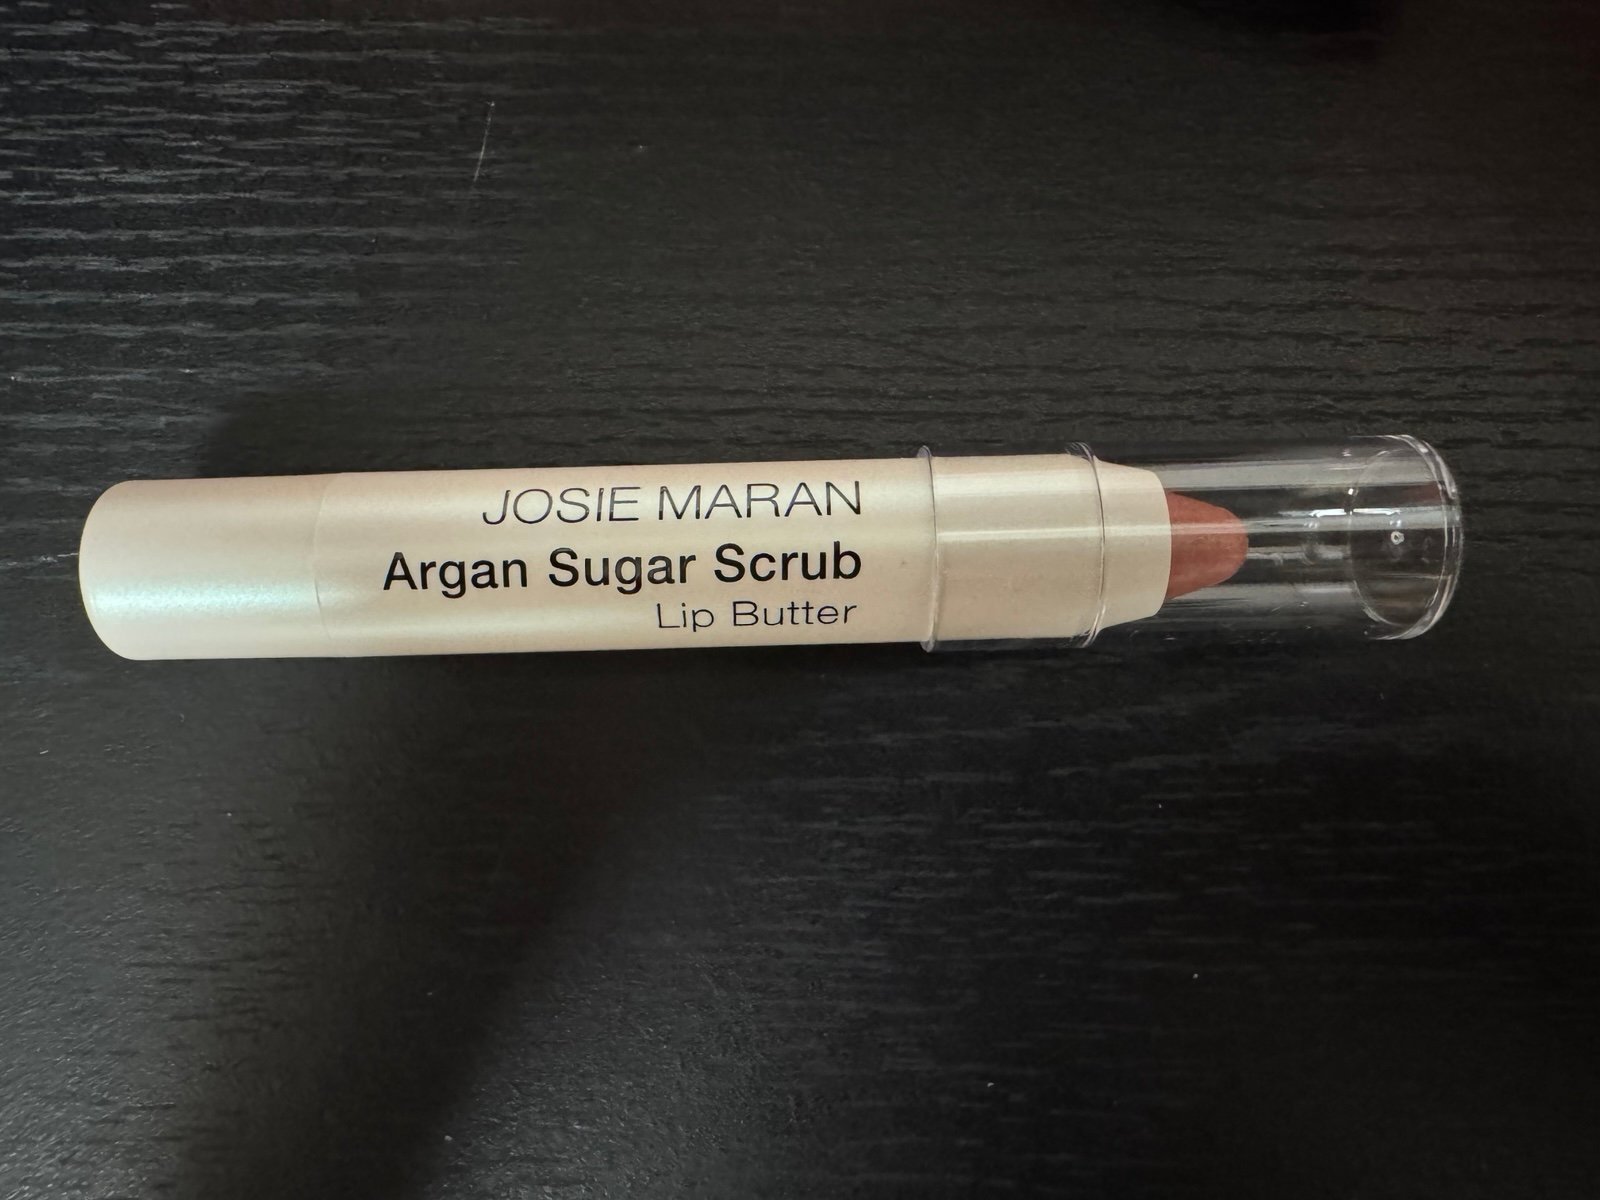 JOSIE MARAN
Argan Sugar Scrub
Lip Butter